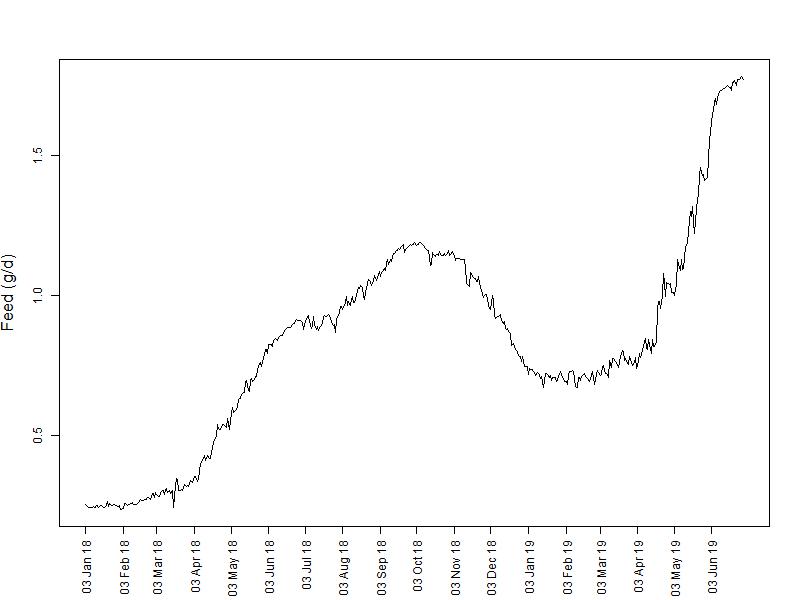 Feed (g/d)
1.5
1.0
0.5
03 Jan 18
03 Feb 18
03 Mar 18
03 Apr 18
03 May 18
03 Jun 18
03 Jul 18
03 Aug 18
03 Sep 18
03 Oct 18
03 Nov 18
03 Dec 18
03 Jan 19
03 Feb 19
03 Mar 19
03 Apr 19
03 May 19
03 Jun 19